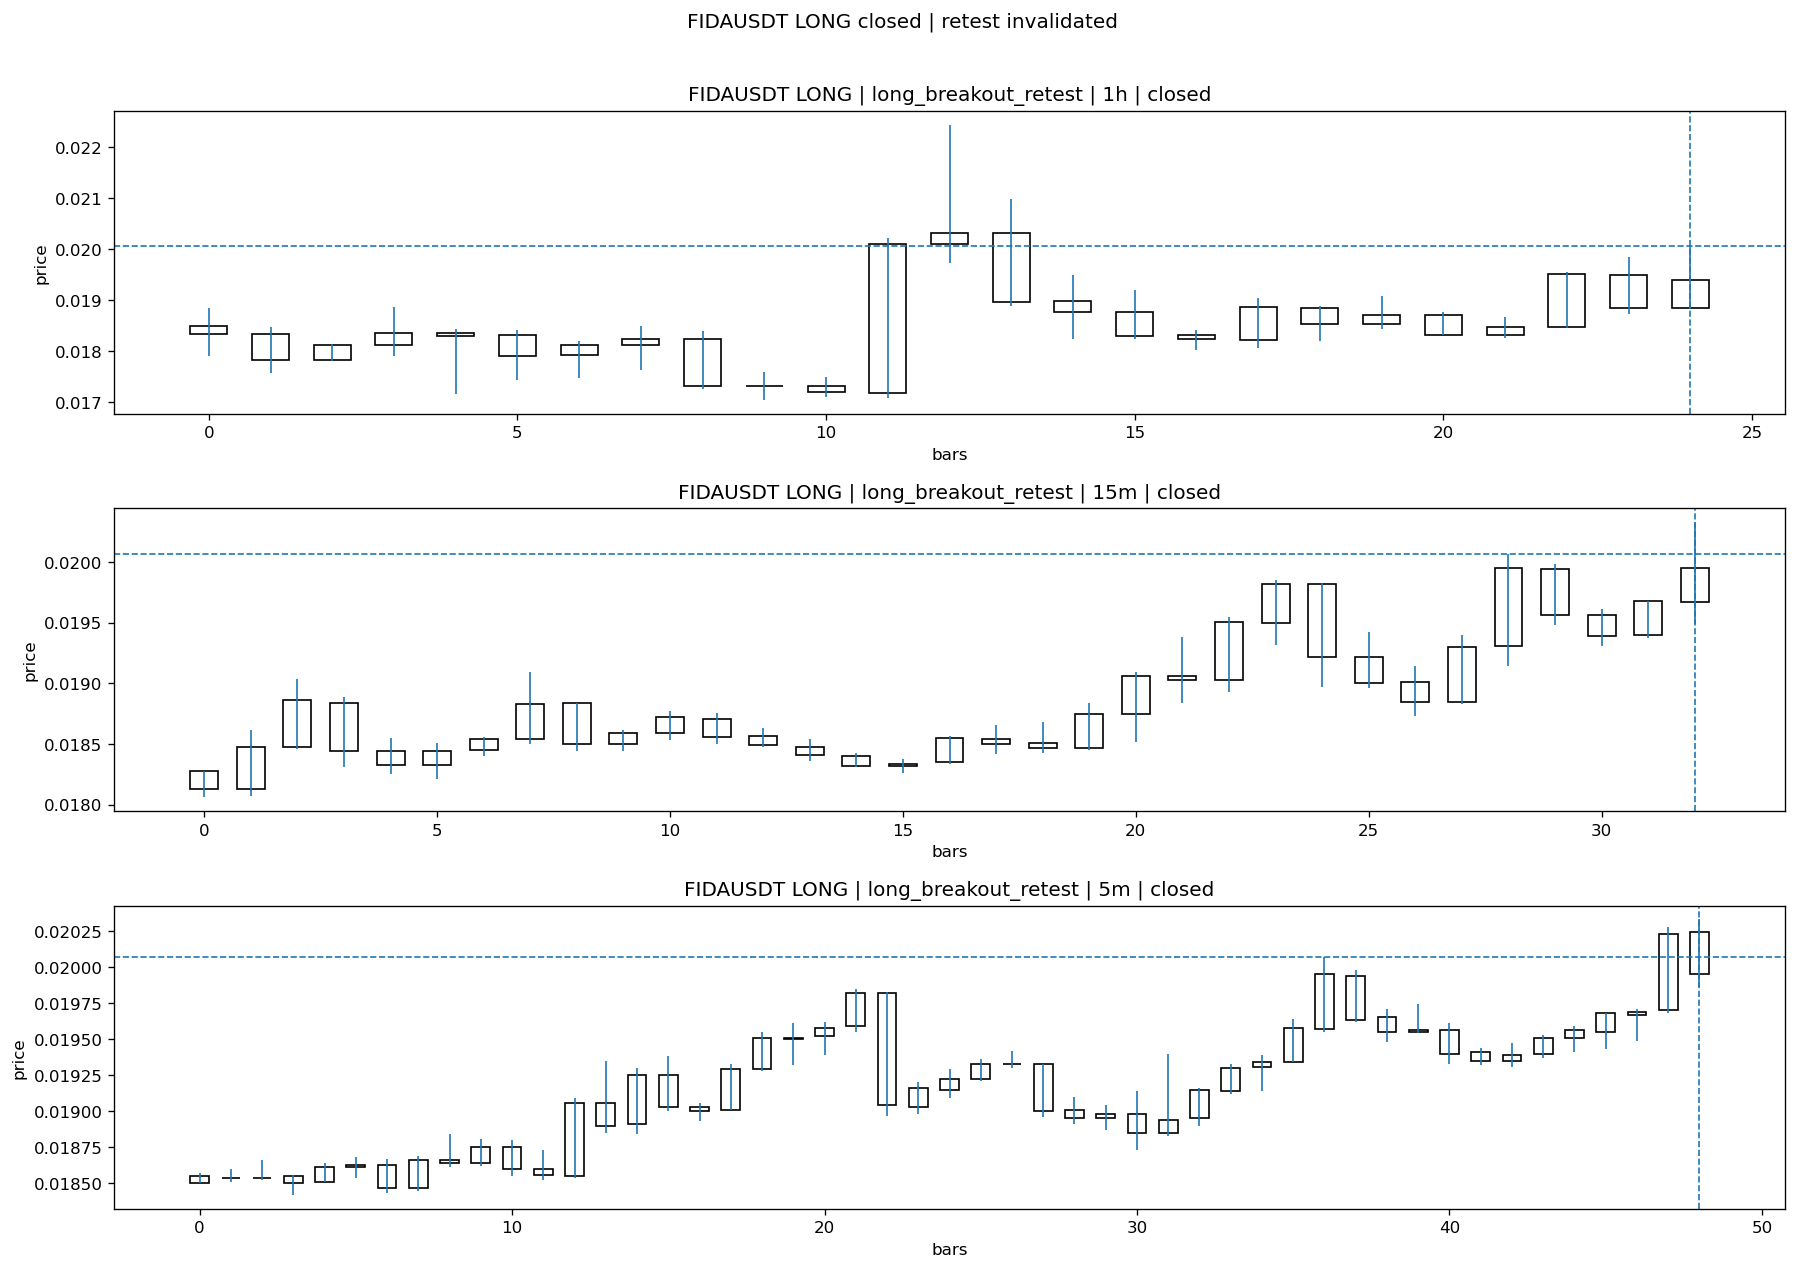 FIDAUSDT LONG closed | retest invalidated
FIDAUSDT LONG | long_breakout_retest | 1h | closed
price
0.022
0.021
0.020
0.019
0.018
0.017
0 5 10 15 20 25
bars
FIDAUSDT LONG | long_breakout_retest | 15m | closed
price
0.0200
0.0195
0.0190
0.0185
0.0180
0 5 10 15 20 25 30
bars
FIDAUSDT LONG | long_breakout_retest | 5m | closed
price
0.02025
0.02000
0.01975
0.01950
0.01925
0.01900
0.01875
0.01850
0 10 20 30 40 50
bars